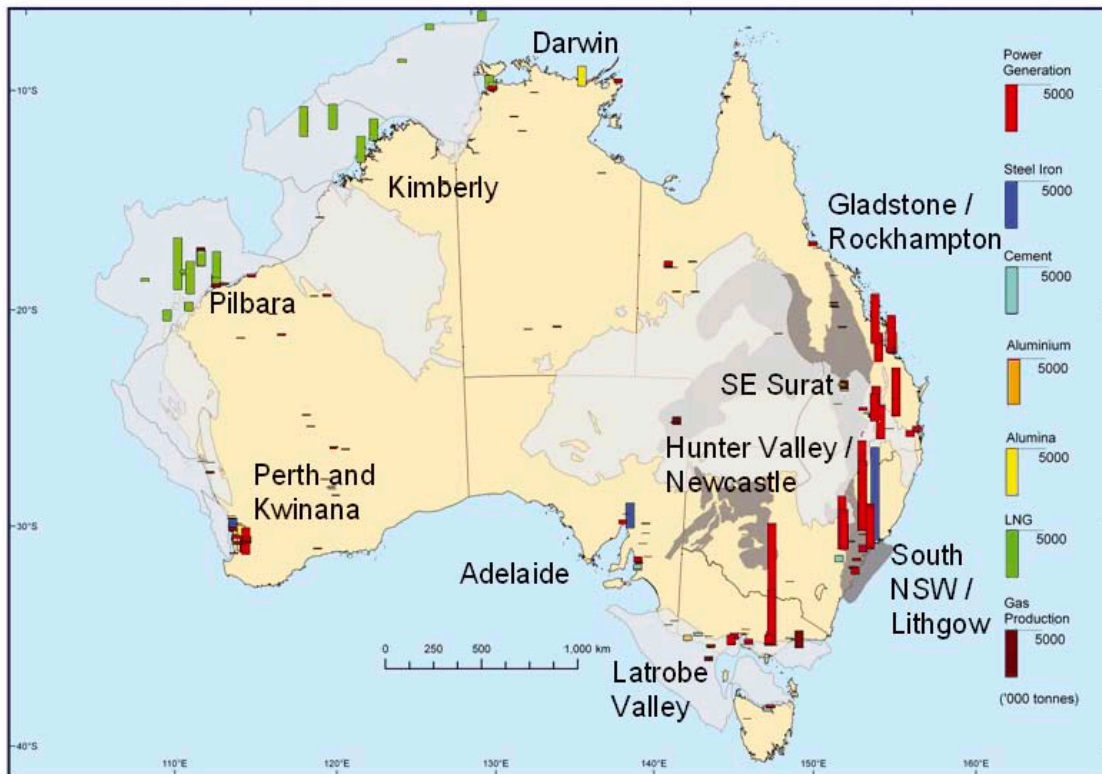 Darwin
Kimberly
Pilbara
Gladstone /
Rockhampton
SE Surat
Hunter Valley /
Newcastle
Perth and
Kwinana
Adelaide
South
NSW /
Lithgow
Latrobe
Valley
Power
Generation
5000
Steel Iron
5000
Cement
5000
Aluminium
5000
Alumina
5000
LNG
5000
Gas
Production
5000
('000 tonnes)
0 250 500 1,000 km
10°S
20°S
30°S
40°S
110°E 120°E 130°E 140°E 150°E 160°E